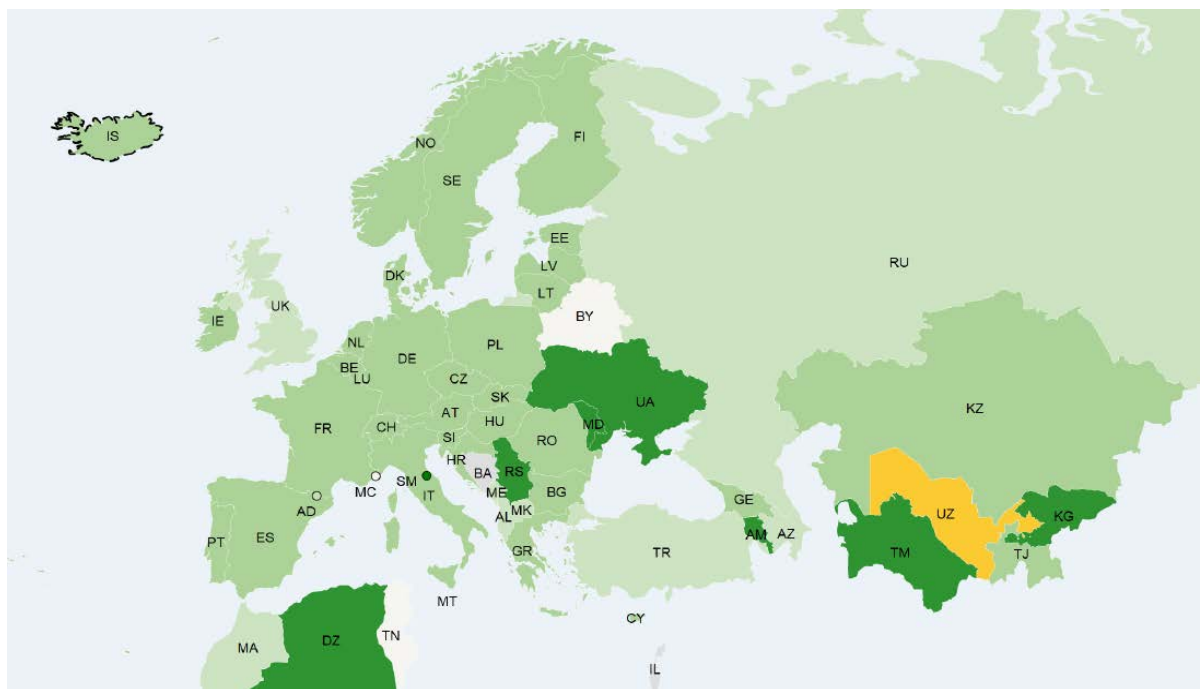 IS
NO
FI
SE
EE
RU
LV
DK
LT
UK
BY
IE
NL
PL
DE
BE
LU
CZ
SK
UA
KZ
AT
MD
HU
FR
CH
RO
SI
HR
BA
RS
SM
MC
IT
ME
BG
GE
AD
MK
UZ
KG
AL
ES
AM
AZ
PT
GR
TR
TM
TJ
MT
CY
TN
DZ
MA
IL